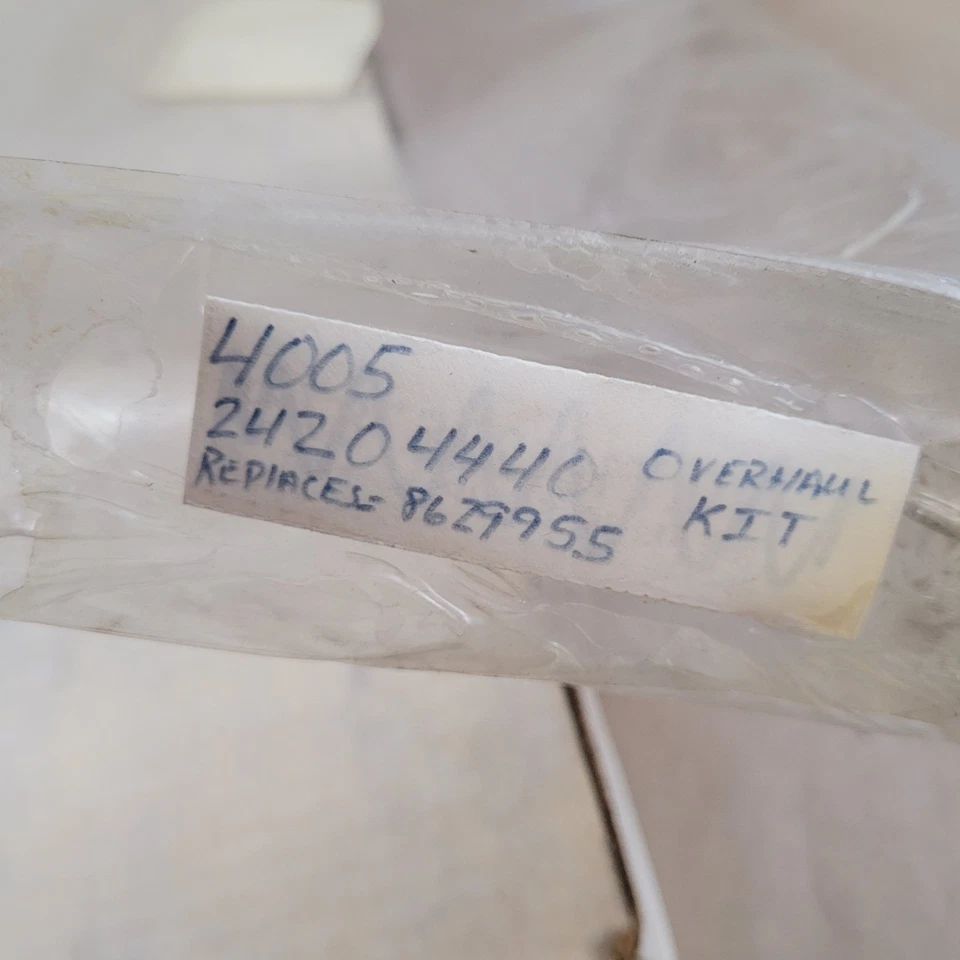 4005
24204440 OVERHAUL
REPLACES- 8629955 KIT